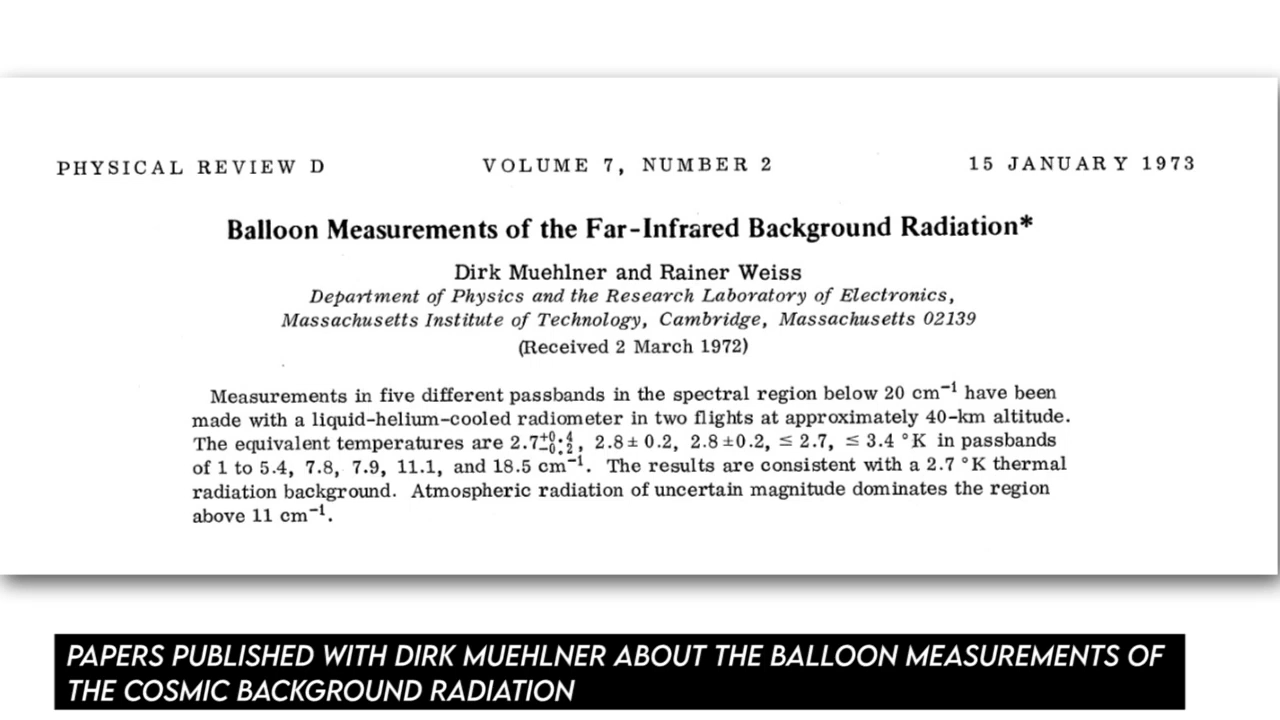 PHYSICAL REVIEW D VOLUME 7, NUMBER 2 15 JANUARY 1973
Balloon Measurements of the Far-Infrared Background Radiation*
Dirk Muehlner and Rainer Weiss
Department of Physics and the Research Laboratory of Electronics,
Massachusetts Institute of Technology, Cambridge, Massachusetts 02139
(Received 2 March 1972)
Measurements in five different passbands in the spectral region below 20 cm⁻¹ have been
made with a liquid-helium-cooled radiometer in two flights at approximately 40-km altitude.
The equivalent temperatures are 2.7+0.4−0.2, 2.8 ± 0.2, 2.8 ±0.2, ≤ 2.7, ≤ 3.4 °K in passbands
of 1 to 5.4, 7.8, 7.9, 11.1, and 18.5 cm⁻¹. The results are consistent with a 2.7 °K thermal
radiation background. Atmospheric radiation of uncertain magnitude dominates the region
above 11 cm⁻¹.
PAPERS PUBLISHED WITH DIRK MUEHLNER ABOUT THE BALLOON MEASUREMENTS OF
THE COSMIC BACKGROUND RADIATION